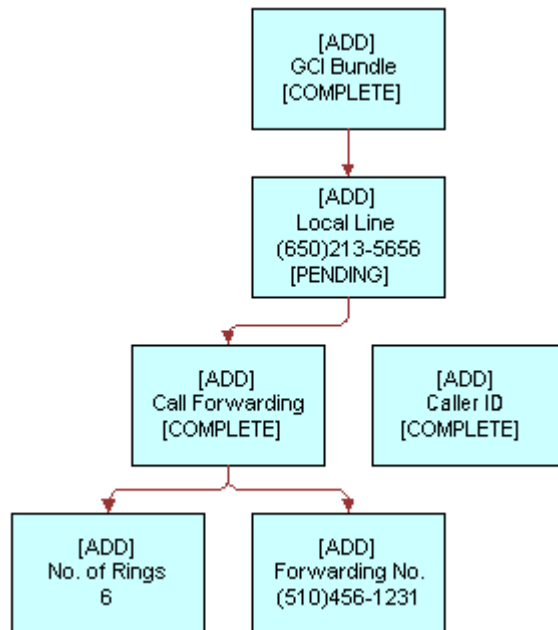 [ADD]
GCI Bundle
[COMPLETE]
[ADD]
Local Line
(650)213-5656
[PENDING]
[ADD]
Call Forwarding
[COMPLETE]
[ADD]
Caller ID
[COMPLETE]
[ADD]
No. of Rings
6
[ADD]
Forwarding No.
(510)456-1231